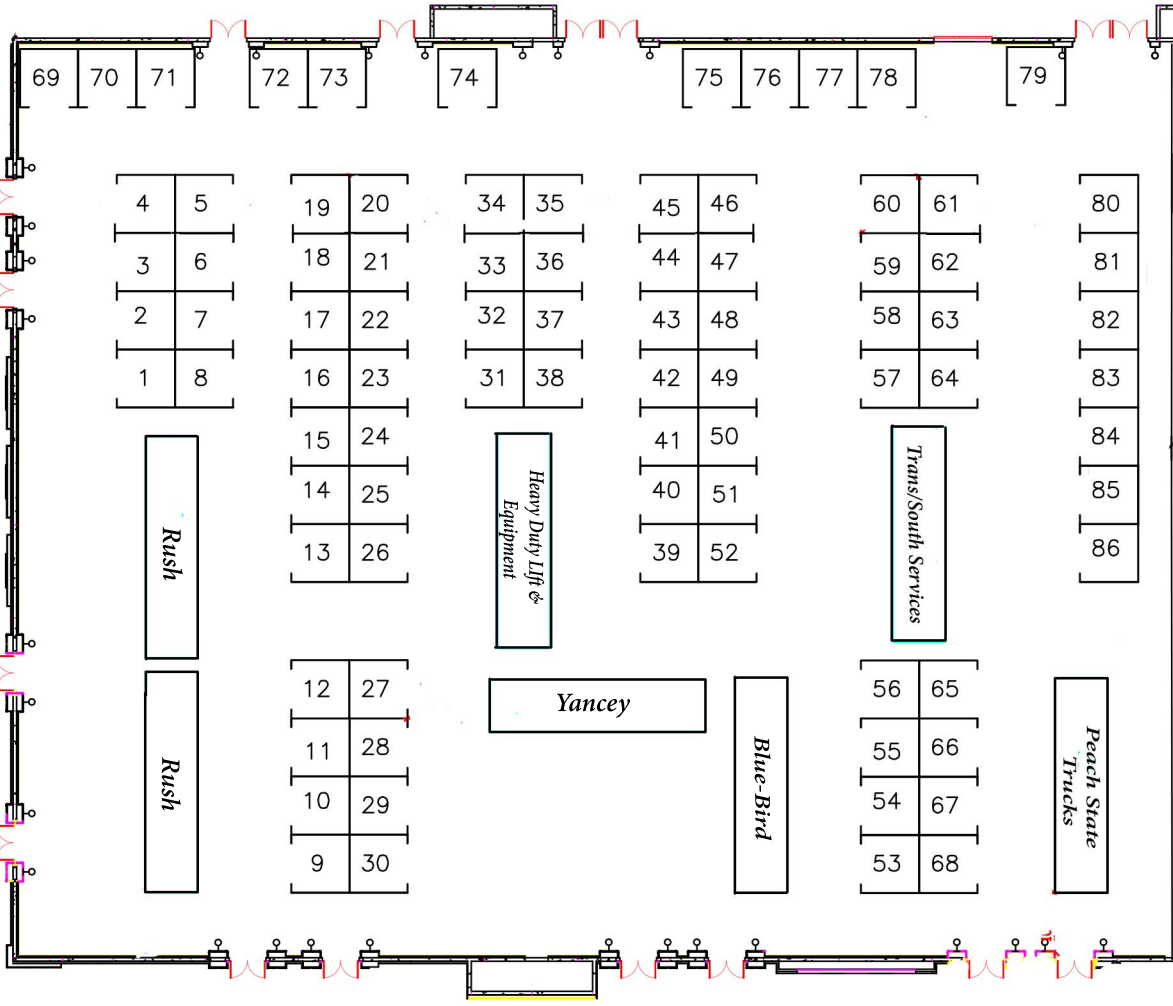 69 70 71 72 73 74 75 76 77 78 79
4 5 19 20 34 35 45 46 60 61 80
3 6 18 21 33 36 44 47 59 62 81
2 7 17 22 32 37 43 48 58 63 82
1 8 16 23 31 38 42 49 57 64 83
15 24 41 50 84
14 25 40 51 85
13 26 39 52 86
Rush
Heavy Duty LIft &
Equipment
Trans/South Services
12 27 56 65
11 28 55 66
10 29 54 67
9 30 53 68
Rush
Yancey
Blue-Bird
Peach State
Trucks